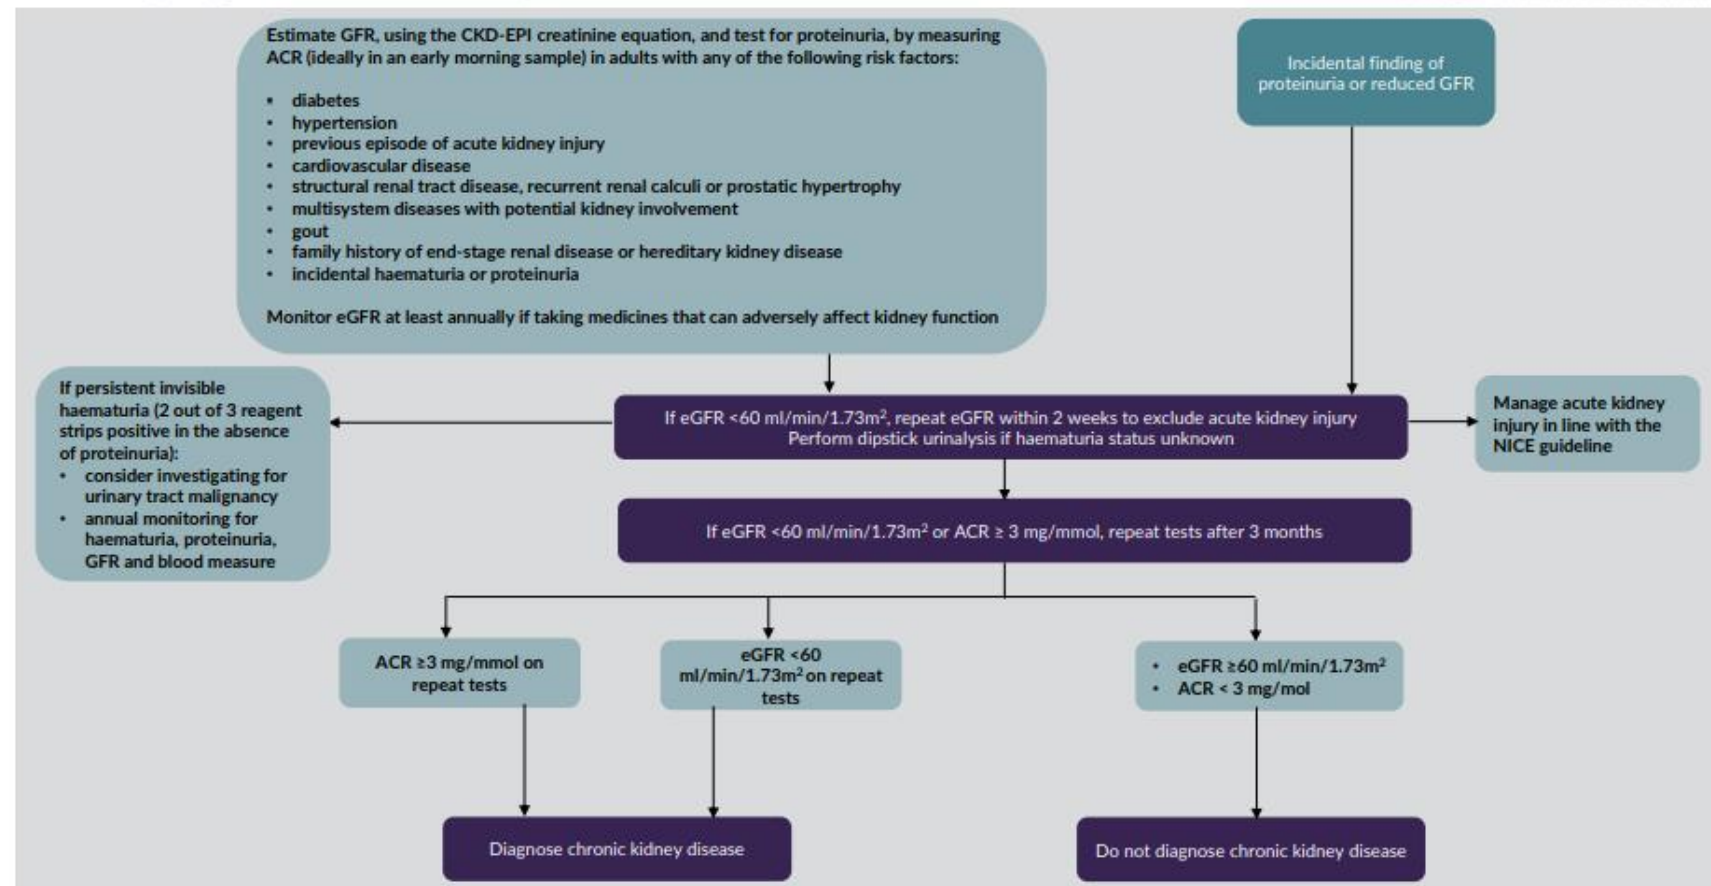 Estimate GFR, using the CKD-EPI creatinine equation, and test for proteinuria, by measuring
ACR (ideally in an early morning sample) in adults with any of the following risk factors:
• diabetes
• hypertension
• previous episode of acute kidney injury
• cardiovascular disease
• structural renal tract disease, recurrent renal calculi or prostatic hypertrophy
• multisystem diseases with potential kidney involvement
• gout
• family history of end-stage renal disease or hereditary kidney disease
• incidental haematuria or proteinuria
Monitor eGFR at least annually if taking medicines that can adversely affect kidney function
Incidental finding of
proteinuria or reduced GFR
If persistent invisible
haematuria (2 out of 3 reagent
strips positive in the absence
of proteinuria):
• consider investigating for
urinary tract malignancy
• annual monitoring for
haematuria, proteinuria,
GFR and blood measure
If eGFR <60 ml/min/1.73m², repeat eGFR within 2 weeks to exclude acute kidney injury
Perform dipstick urinalysis if haematuria status unknown
Manage acute kidney
injury in line with the
NICE guideline
If eGFR <60 ml/min/1.73m² or ACR ≥ 3 mg/mmol, repeat tests after 3 months
ACR ≥3 mg/mmol on
repeat tests
eGFR <60
ml/min/1.73m² on repeat
tests
• eGFR ≥60 ml/min/1.73m²
• ACR < 3 mg/mol
Diagnose chronic kidney disease
Do not diagnose chronic kidney disease